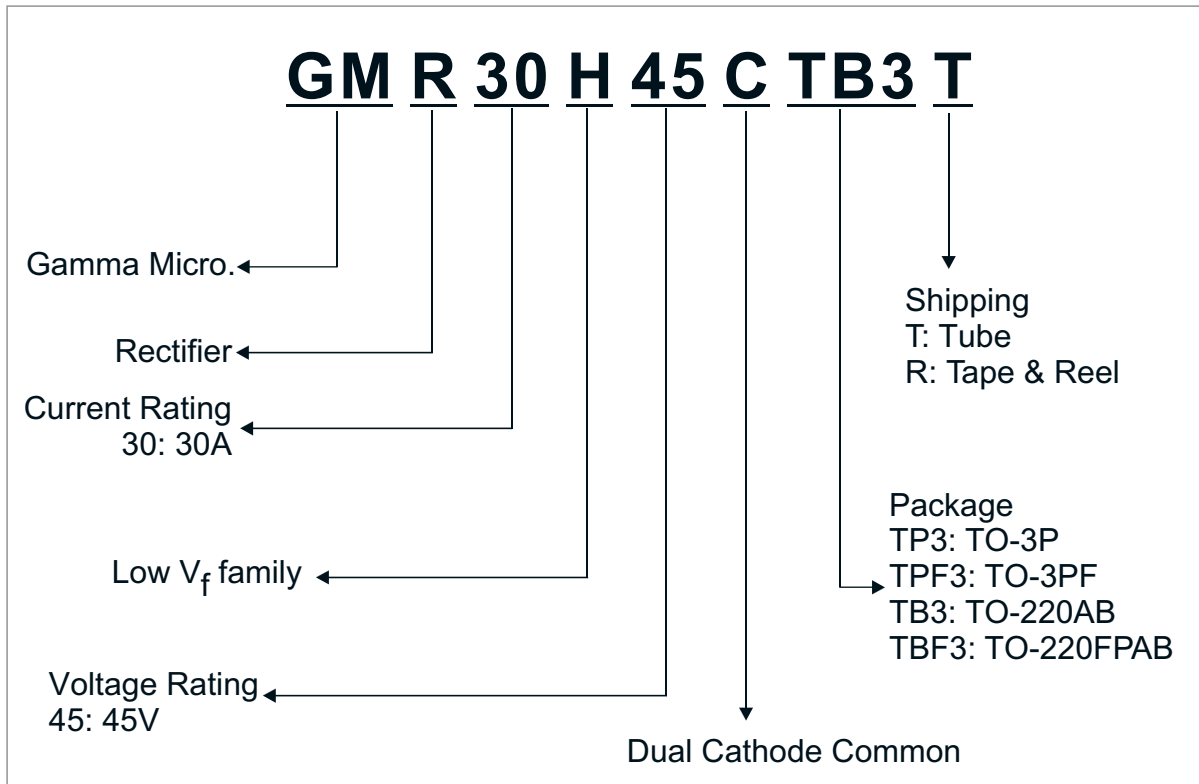 GM R 30 H 45 C TB3 T
Gamma Micro.
Rectifier
Current Rating
30: 30A
Low Vf family
Voltage Rating
45: 45V
Dual Cathode Common
Package
TP3: TO-3P
TPF3: TO-3PF
TB3: TO-220AB
TBF3: TO-220FPAB
Shipping
T: Tube
R: Tape & Reel